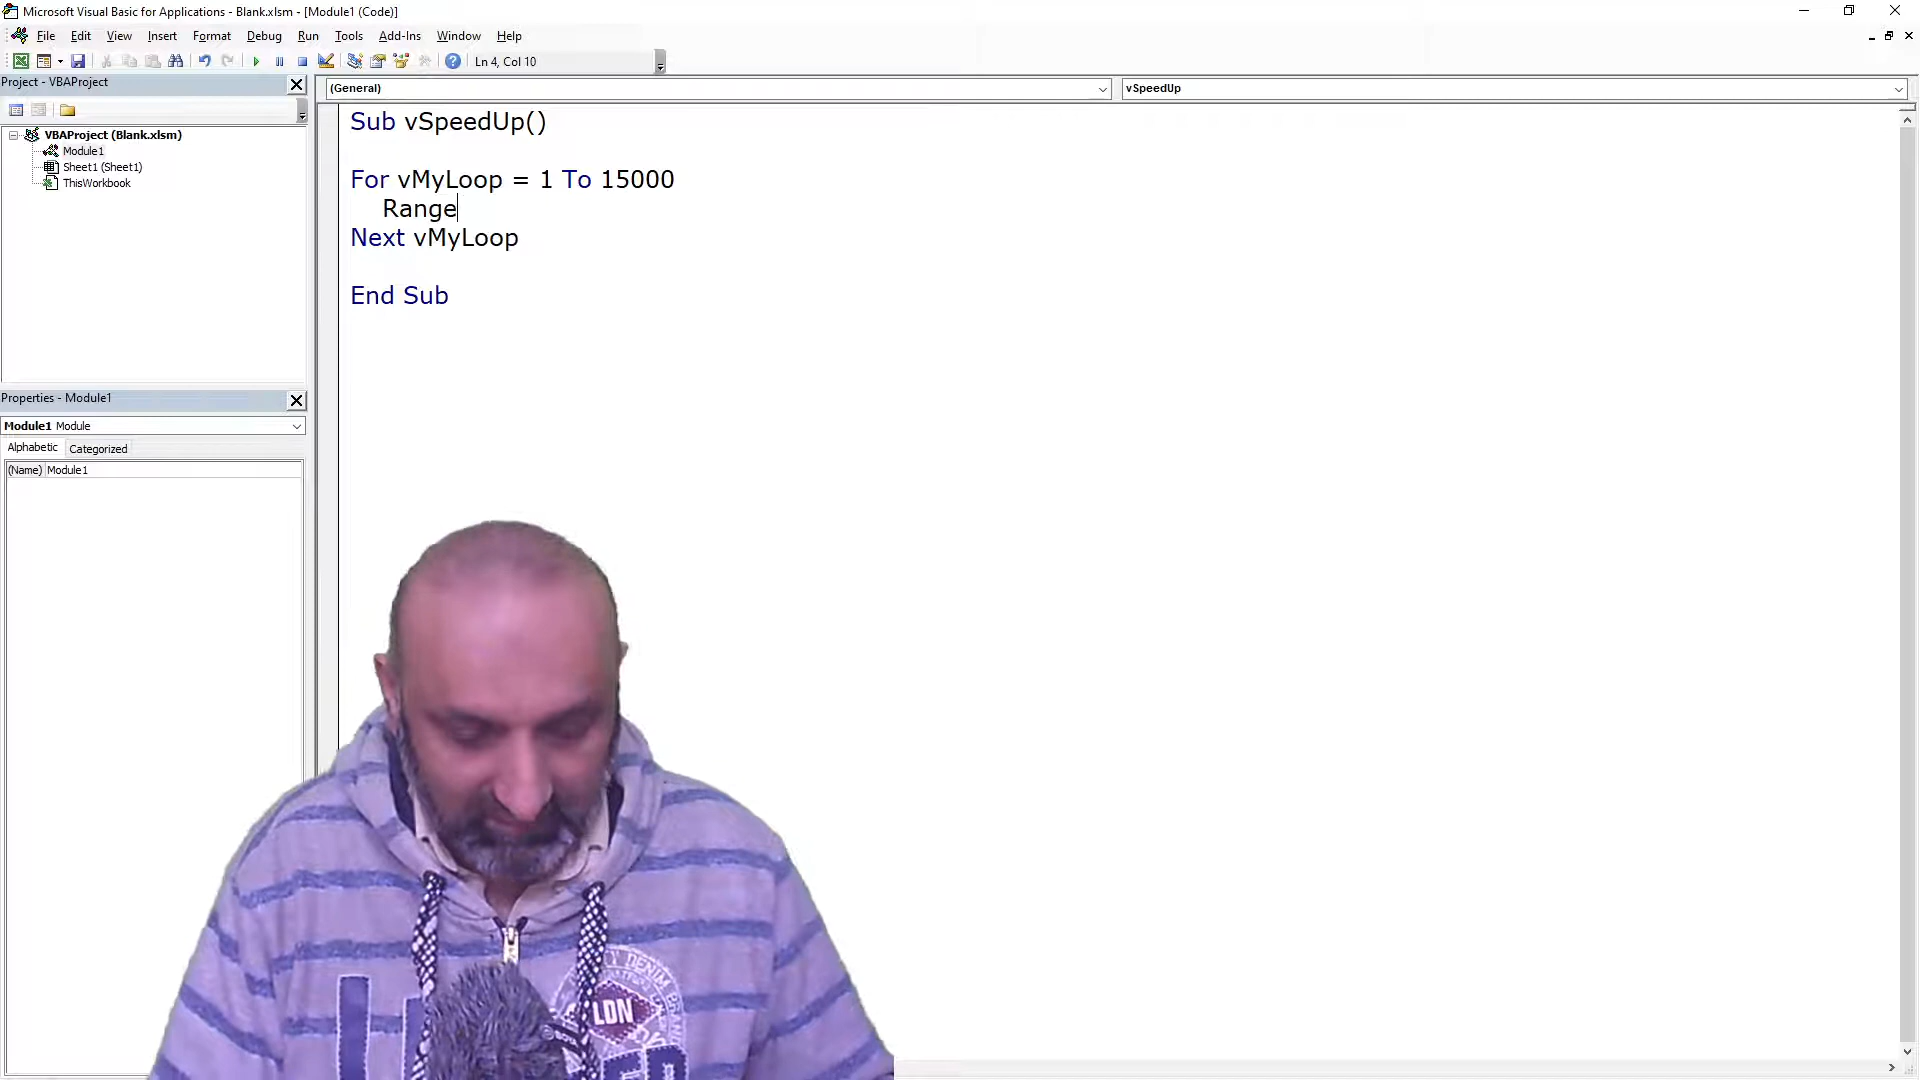 Microsoft Visual Basic for Applications - Blank.xlsm - [Module1 (Code)]
File Edit View Insert Format Debug Run Tools Add-Ins Window Help
Ln 4, Col 10
Project - VBAProject
(General)
vSpeedUp
VBAProject (Blank.xlsm)
Module1
Sheet1 (Sheet1)
ThisWorkbook
Sub vSpeedUp()
For vMyLoop = 1 To 15000
Range
Next vMyLoop
End Sub
Properties - Module1
Module1 Module
Alphabetic Categorized
(Name) Module1
DENIM
LDN